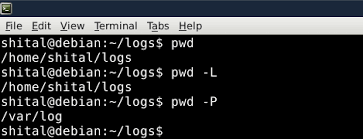 File Edit View Terminal Tabs Help
shital@debian:~/logs$ pwd
/home/shital/logs
shital@debian:~/logs$ pwd -L
/home/shital/logs
shital@debian:~/logs$ pwd -P
/var/log
shital@debian:~/logs$